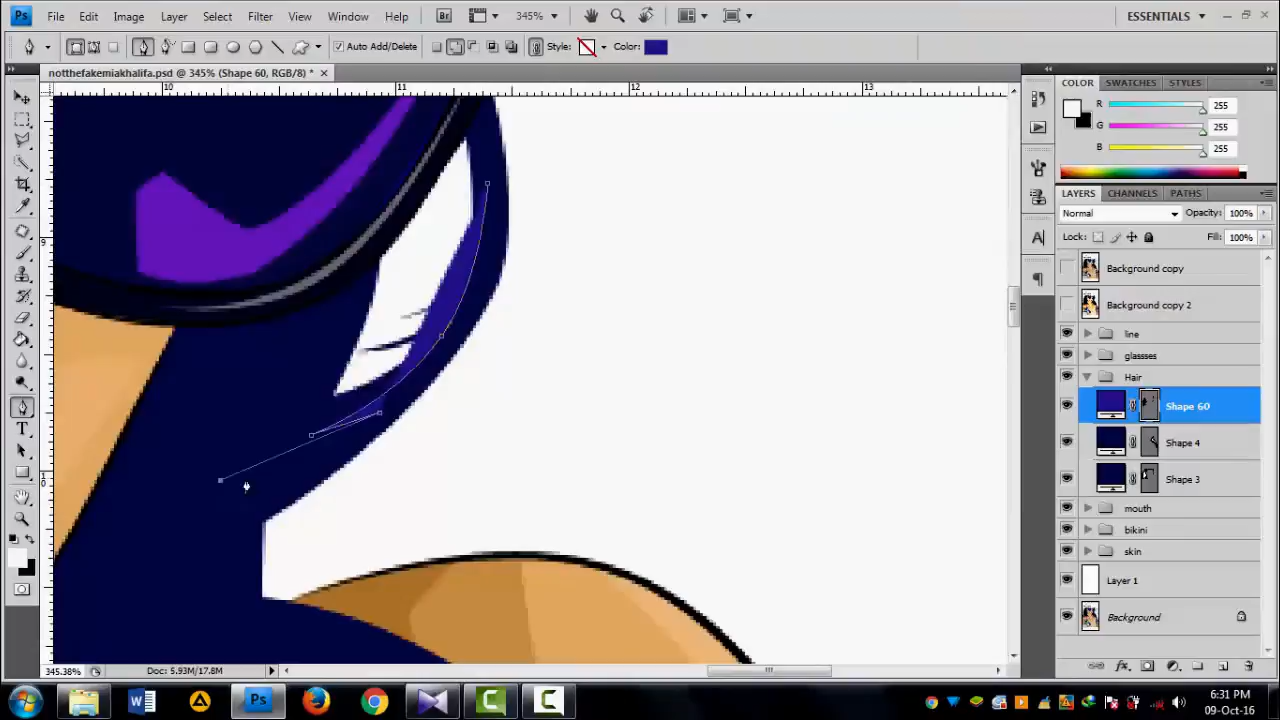 Ps File Edit Image Layer Select Filter View Window Help Br 345% ESSENTIALS
Auto Add/Delete Style: Color:
notthefakemiakhalifa.psd @ 345% (Shape 60, RGB/8) *
10 11 12 13
9
10
COLOR SWATCHES STYLES
R 255
G 255
B 255
LAYERS CHANNELS PATHS
Normal Opacity: 100%
Lock: Fill: 100%
Background copy
Background copy 2
line
glassses
Hair
Shape 60
Shape 4
Shape 3
mouth
bikini
skin
Layer 1
Background
345.38% Doc: 5.93M/17.8M
6:31 PM
09-Oct-16